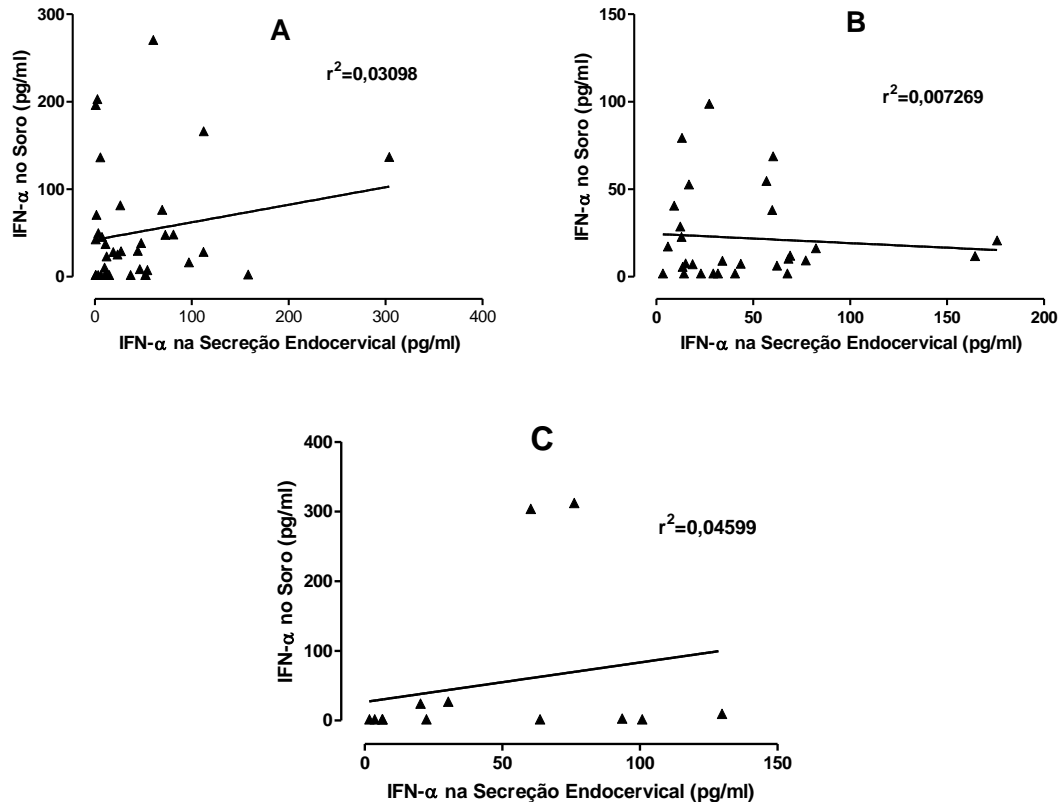 A
r²=0,03098
IFN-α no Soro (pg/ml)
300
200
100
0
0 100 200 300 400
IFN-α na Secreção Endocervical (pg/ml)
B
r²=0,007269
IFN-α no Soro (pg/ml)
150
100
50
0
0 50 100 150 200
IFN-α na Secreção Endocervical (pg/ml)
C
r²=0,04599
IFN-α no Soro (pg/ml)
400
300
200
100
0
0 50 100 150
IFN-α na Secreção Endocervical (pg/ml)